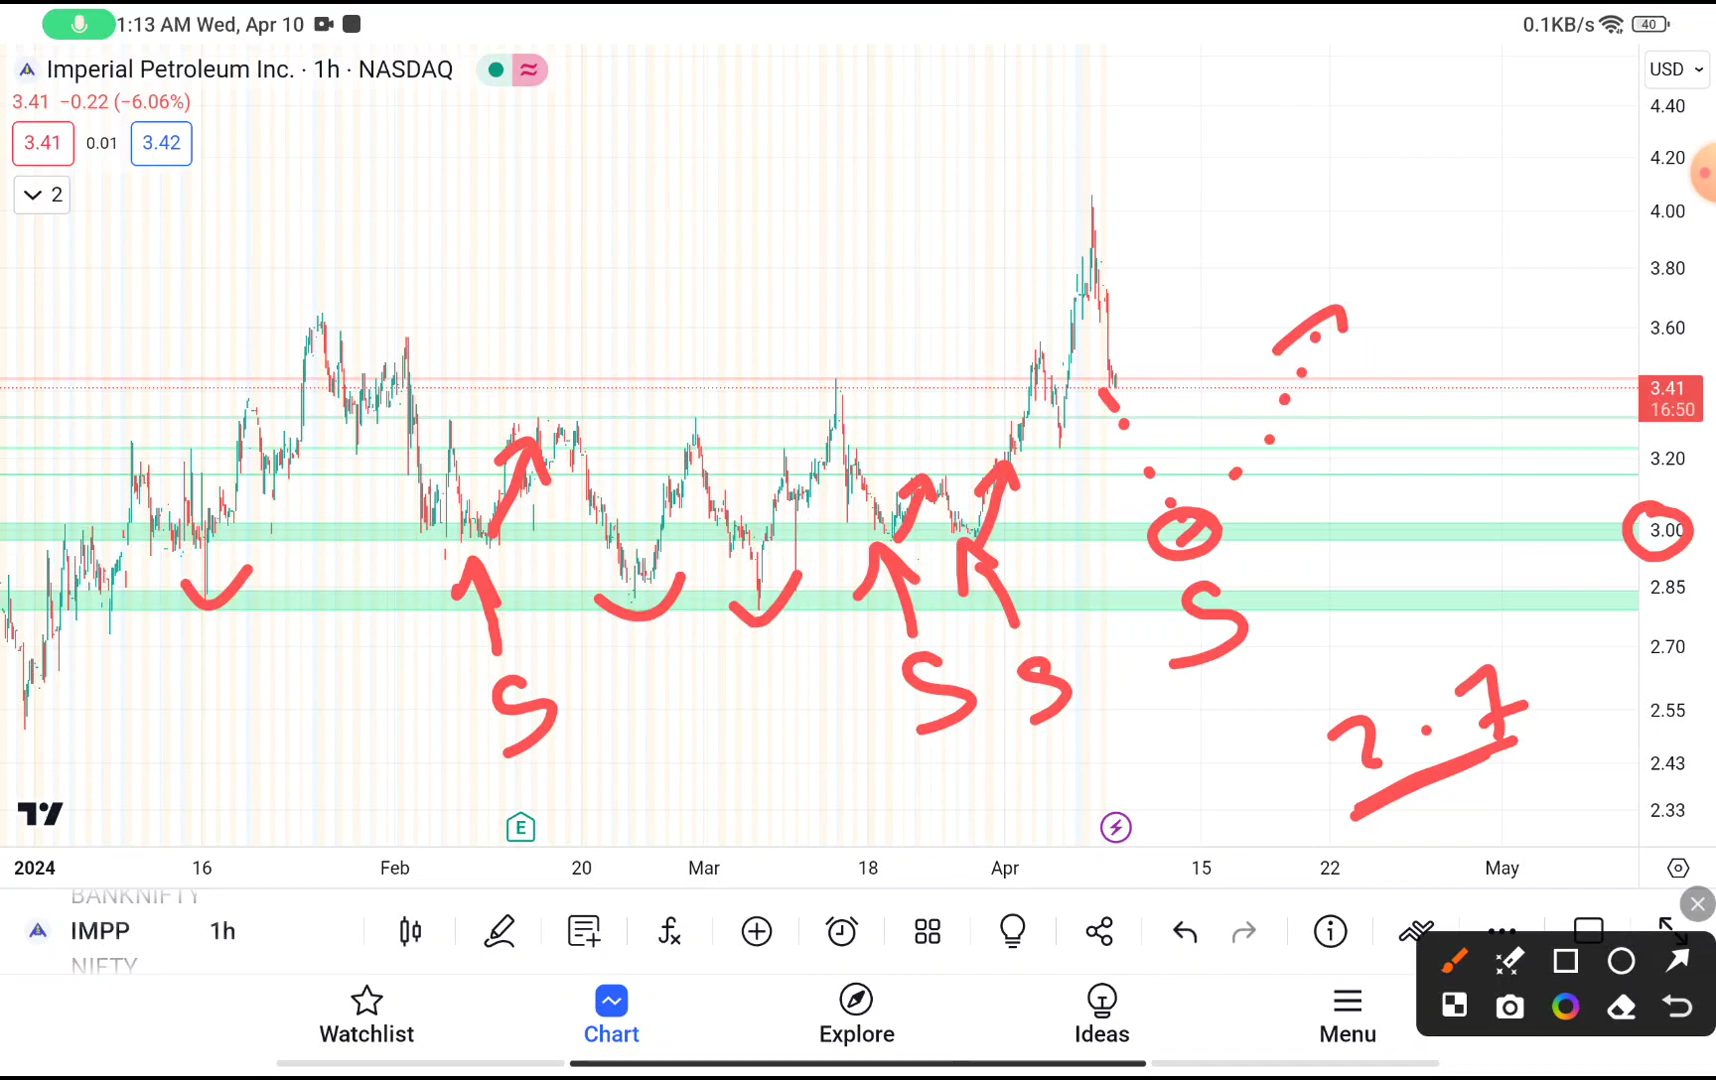 1:13 AM Wed, Apr 10
0.1KB/s 40
Imperial Petroleum Inc. · 1h · NASDAQ
USD
3.41 −0.22 (−6.06%)
3.41 0.01 3.42
2
4.40
4.20
4.00
3.80
3.60
3.41
16:50
3.20
3.00
2.85
2.70
2.55
2.43
2.33
S
S
S
S
2.7
E
2024 16 Feb 20 Mar 18 Apr 15 22 May
BANKNIFTY
IMPP 1h
NIFTY
Watchlist Chart Explore Ideas Menu